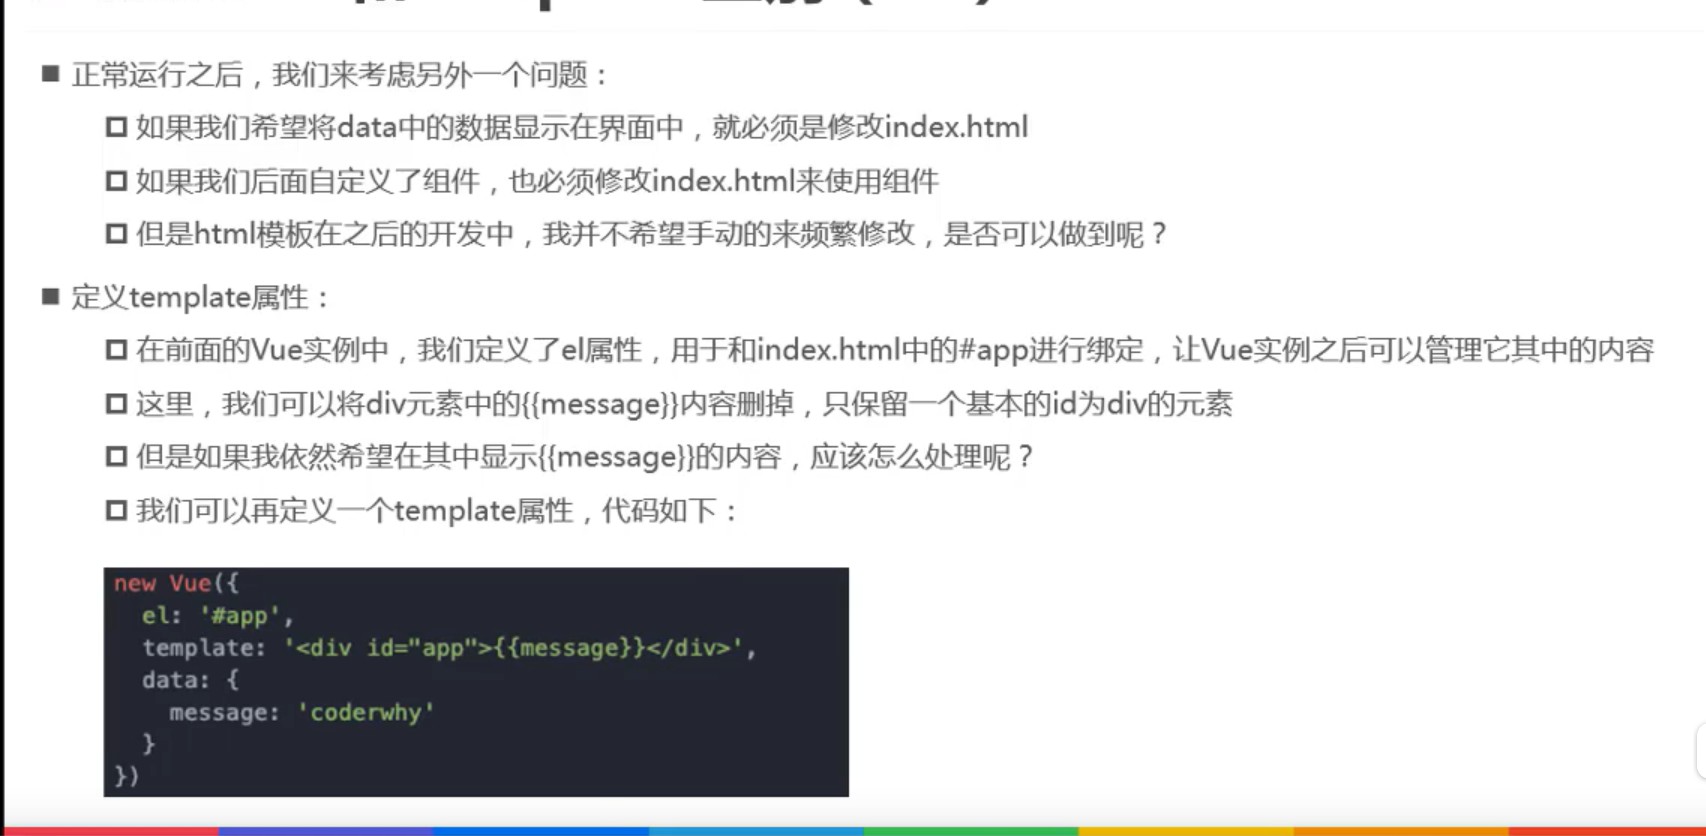 正常运行之后，我们来考虑另外一个问题：
如果我们希望将data中的数据显示在界面中，就必须是修改index.html
如果我们后面自定义了组件，也必须修改index.html来使用组件
但是html模板在之后的开发中，我并不希望手动的来频繁修改，是否可以做到呢？
定义template属性：
在前面的Vue实例中，我们定义了el属性，用于和index.html中的#app进行绑定，让Vue实例之后可以管理它其中的内容
这里，我们可以将div元素中的{{message}}内容删掉，只保留一个基本的id为div的元素
但是如果我依然希望在其中显示{{message}}的内容，应该怎么处理呢？
我们可以再定义一个template属性，代码如下：
new Vue({
  el: '#app',
  template: '<div id="app">{{message}}</div>',
  data: {
    message: 'coderwhy'
  }
})